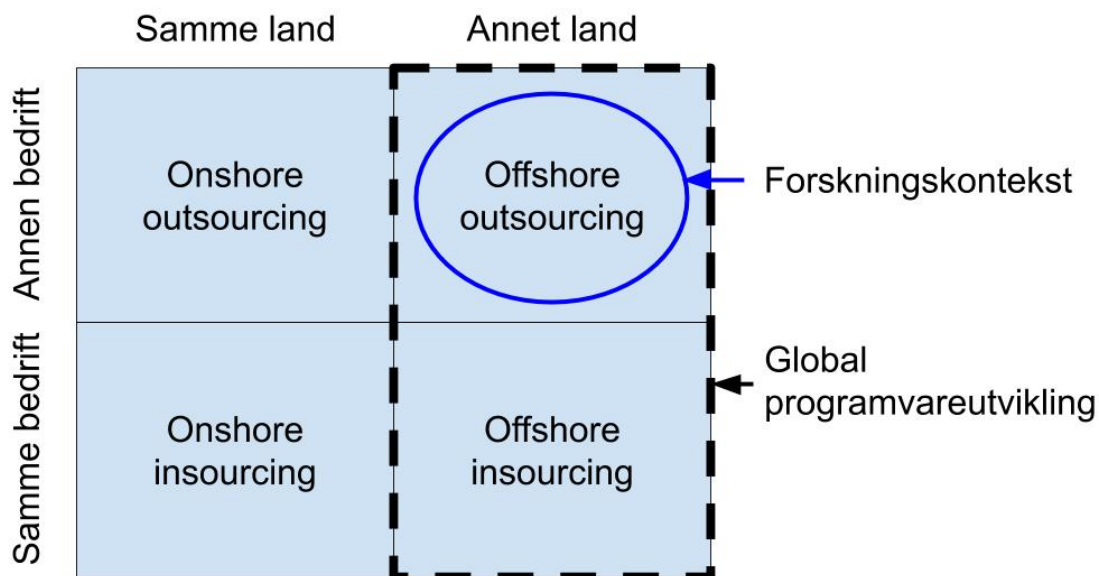 Samme land
Annet land
Annen bedrift
Onshore
outsourcing
Offshore
outsourcing
Forskningskontekst
Samme bedrift
Onshore
insourcing
Offshore
insourcing
Global
programvareutvikling